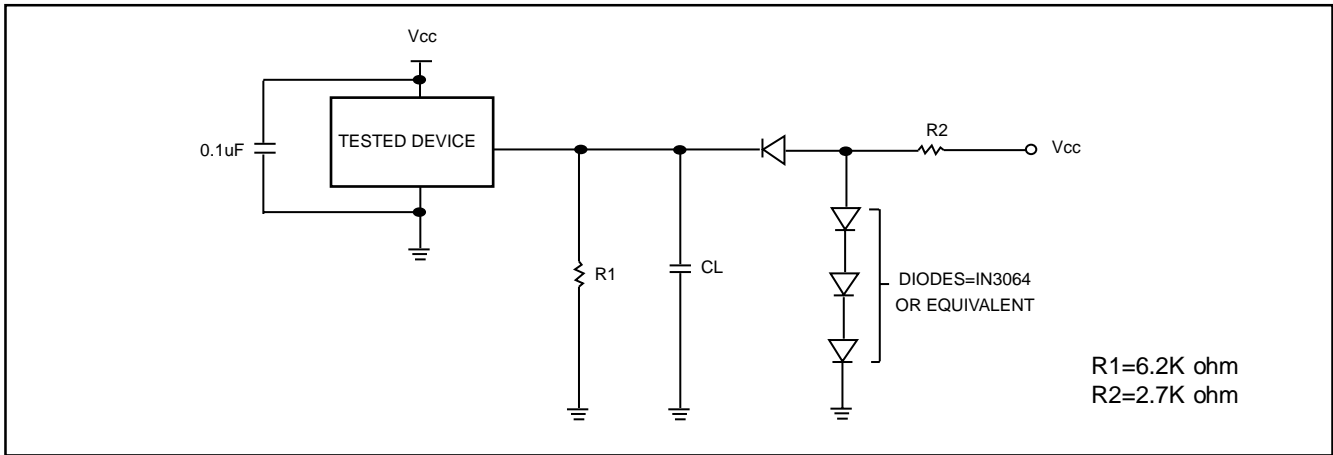 Vcc
TESTED DEVICE
0.1uF
R2
Vcc
R1
CL
DIODES=IN3064
OR EQUIVALENT
R1=6.2K ohm
R2=2.7K ohm